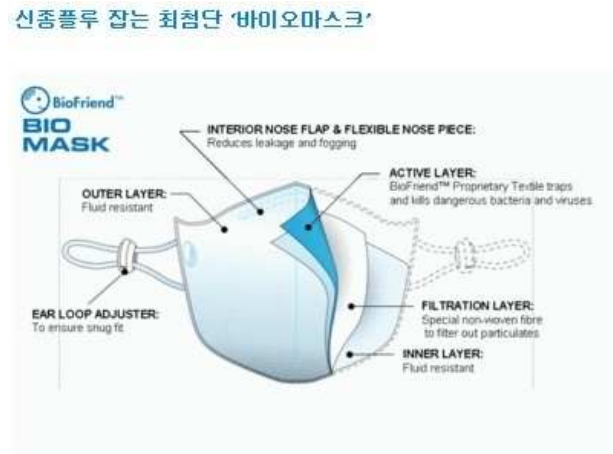 신종플루 잡는 최첨단 ‘바이오마스크’
BioFriend™
BIO
MASK
INTERIOR NOSE FLAP & FLEXIBLE NOSE PIECE:
Reduces leakage and fogging
ACTIVE LAYER:
BioFriend™ Proprietary Textile traps
and kills dangerous bacteria and viruses
OUTER LAYER:
Fluid resistant
EAR LOOP ADJUSTER:
To ensure snug fit
FILTRATION LAYER:
Special non-woven fibre
to filter out particulates
INNER LAYER:
Fluid resistant